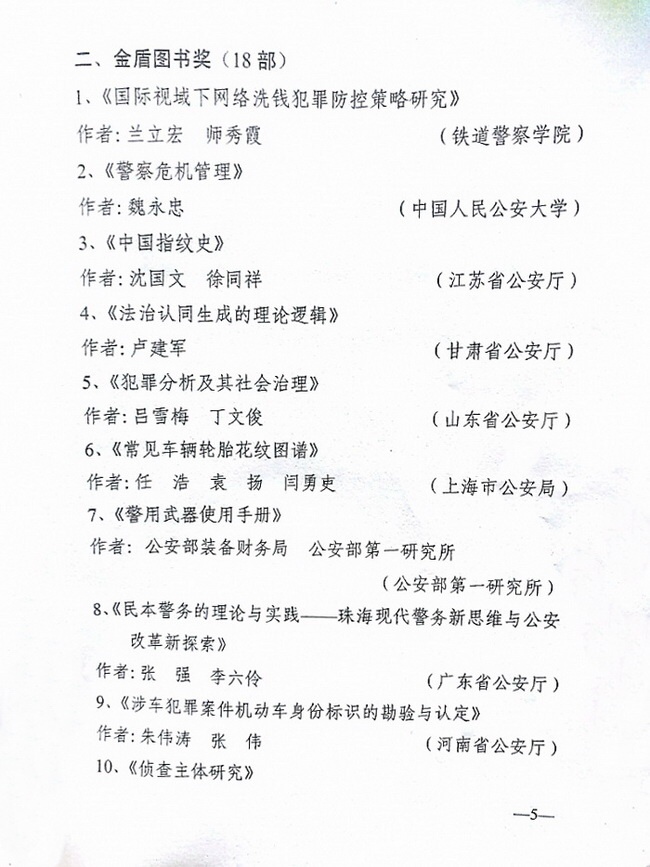 二、金盾图书奖（18部）
1、《国际视域下网络洗钱犯罪防控策略研究》
作者：兰立宏　师秀霞　（铁道警察学院）
2、《警察危机管理》
作者：魏永忠　（中国人民公安大学）
3、《中国指纹史》
作者：沈国文　徐同祥　（江苏省公安厅）
4、《法治认同生成的理论逻辑》
作者：卢建军　（甘肃省公安厅）
5、《犯罪分析及其社会治理》
作者：吕雪梅　丁文俊　（山东省公安厅）
6、《常见车辆轮胎花纹图谱》
作者：任　浩　袁　扬　闫勇吏　（上海市公安局）
7、《警用武器使用手册》
作者：公安部装备财务局　公安部第一研究所
（公安部第一研究所）
8、《民本警务的理论与实践——珠海现代警务新思维与公安
改革新探索》
作者：张　强　李六伶　（广东省公安厅）
9、《涉车犯罪案件机动车身份标识的勘验与认定》
作者：朱伟涛　张　伟　（河南省公安厅）
10、《侦查主体研究》
—5—